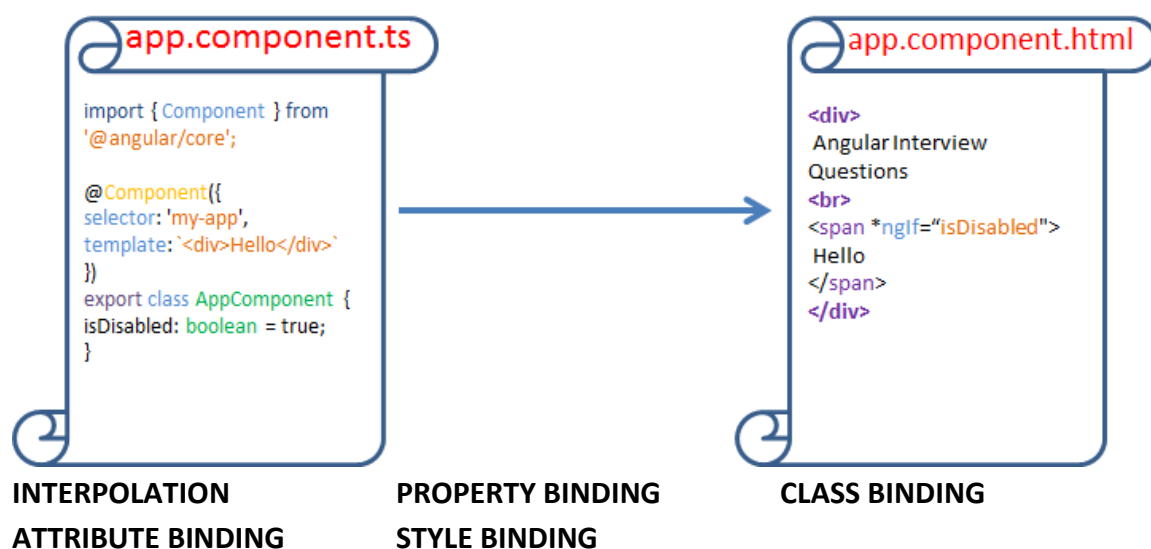 app.component.ts
import { Component } from
'@angular/core';
@Component({
selector: 'my-app',
template: `<div>Hello</div>`
})
export class AppComponent {
isDisabled: boolean = true;
}
app.component.html
<div>
Angular Interview
Questions
<br>
<span *ngIf=“isDisabled">
Hello
</span>
</div>
INTERPOLATION PROPERTY BINDING CLASS BINDING
ATTRIBUTE BINDING STYLE BINDING